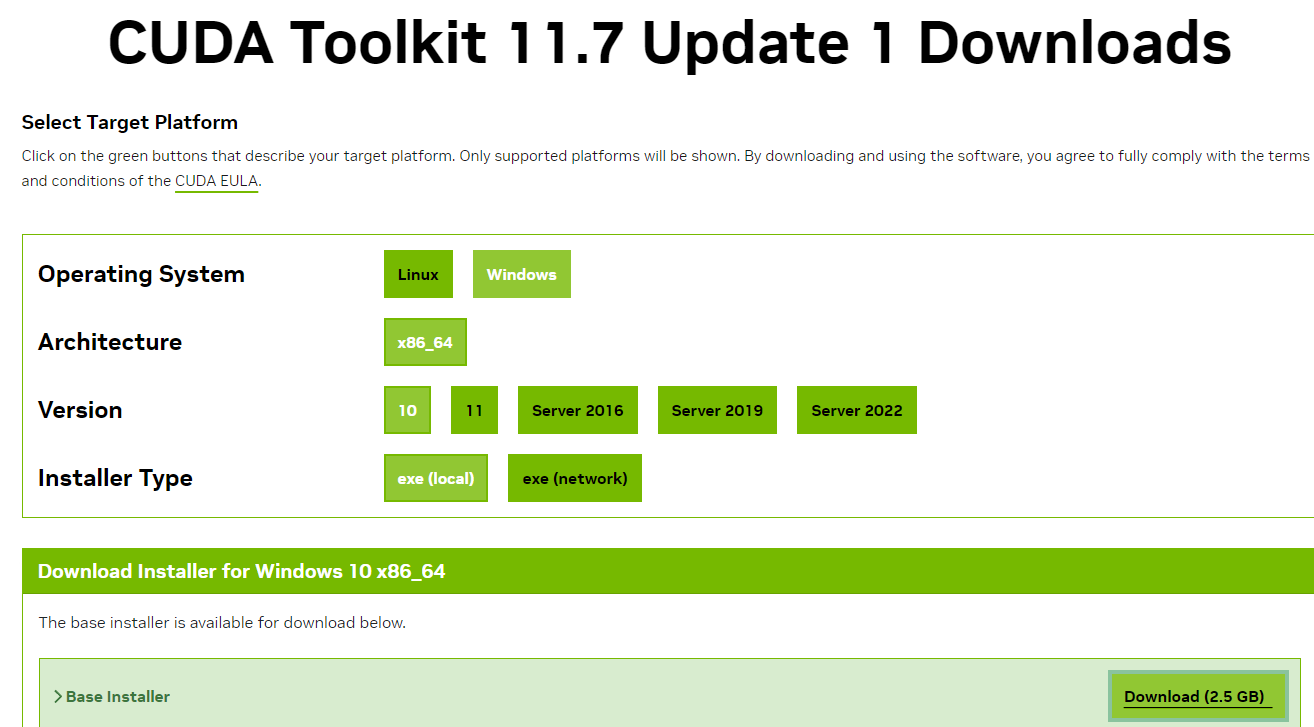 CUDA Toolkit 11.7 Update 1 Downloads
Select Target Platform
Click on the green buttons that describe your target platform. Only supported platforms will be shown. By downloading and using the software, you agree to fully comply with the terms
and conditions of the CUDA EULA.
Operating System Linux Windows
Architecture x86_64
Version 10 11 Server 2016 Server 2019 Server 2022
Installer Type exe (local) exe (network)
Download Installer for Windows 10 x86_64
The base installer is available for download below.
Base Installer Download (2.5 GB)